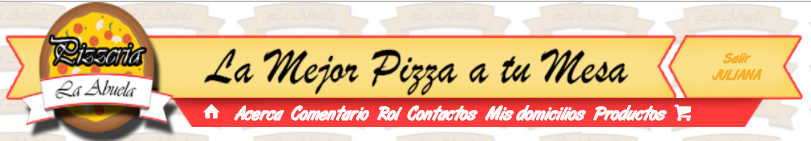 Pizzeria
La Abuela
La Mejor Pizza a tu Mesa
Salir
JULIANA
Acerca Comentario Rol Contactos Mis domicilios Productos